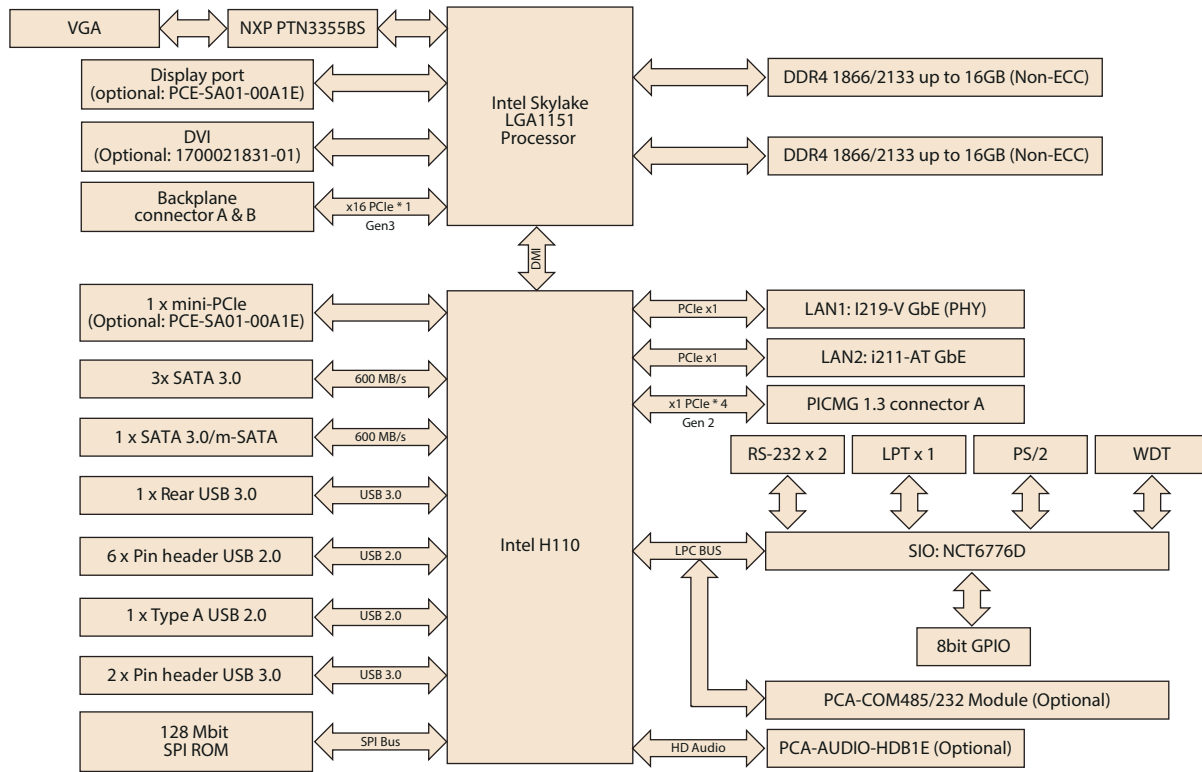 VGA
NXP PTN3355BS
Display port
(optional: PCE-SA01-00A1E)
DVI
(Optional: 1700021831-01)
Backplane
connector A & B
x16 PCIe * 1
Gen3
Intel Skylake
LGA1151
Processor
DDR4 1866/2133 up to 16GB (Non-ECC)
DDR4 1866/2133 up to 16GB (Non-ECC)
DMI
1 x mini-PCIe
(Optional: PCE-SA01-00A1E)
3x SATA 3.0
600 MB/s
1 x SATA 3.0/m-SATA
600 MB/s
1 x Rear USB 3.0
USB 3.0
6 x Pin header USB 2.0
USB 2.0
1 x Type A USB 2.0
USB 2.0
2 x Pin header USB 3.0
USB 3.0
128 Mbit
SPI ROM
SPI Bus
Intel H110
PCIe x1
LAN1: I219-V GbE (PHY)
PCIe x1
LAN2: i211-AT GbE
x1 PCIe * 4
Gen 2
PICMG 1.3 connector A
RS-232 x 2
LPT x 1
PS/2
WDT
LPC BUS
SIO: NCT6776D
8bit GPIO
PCA-COM485/232 Module (Optional)
HD Audio
PCA-AUDIO-HDB1E (Optional)